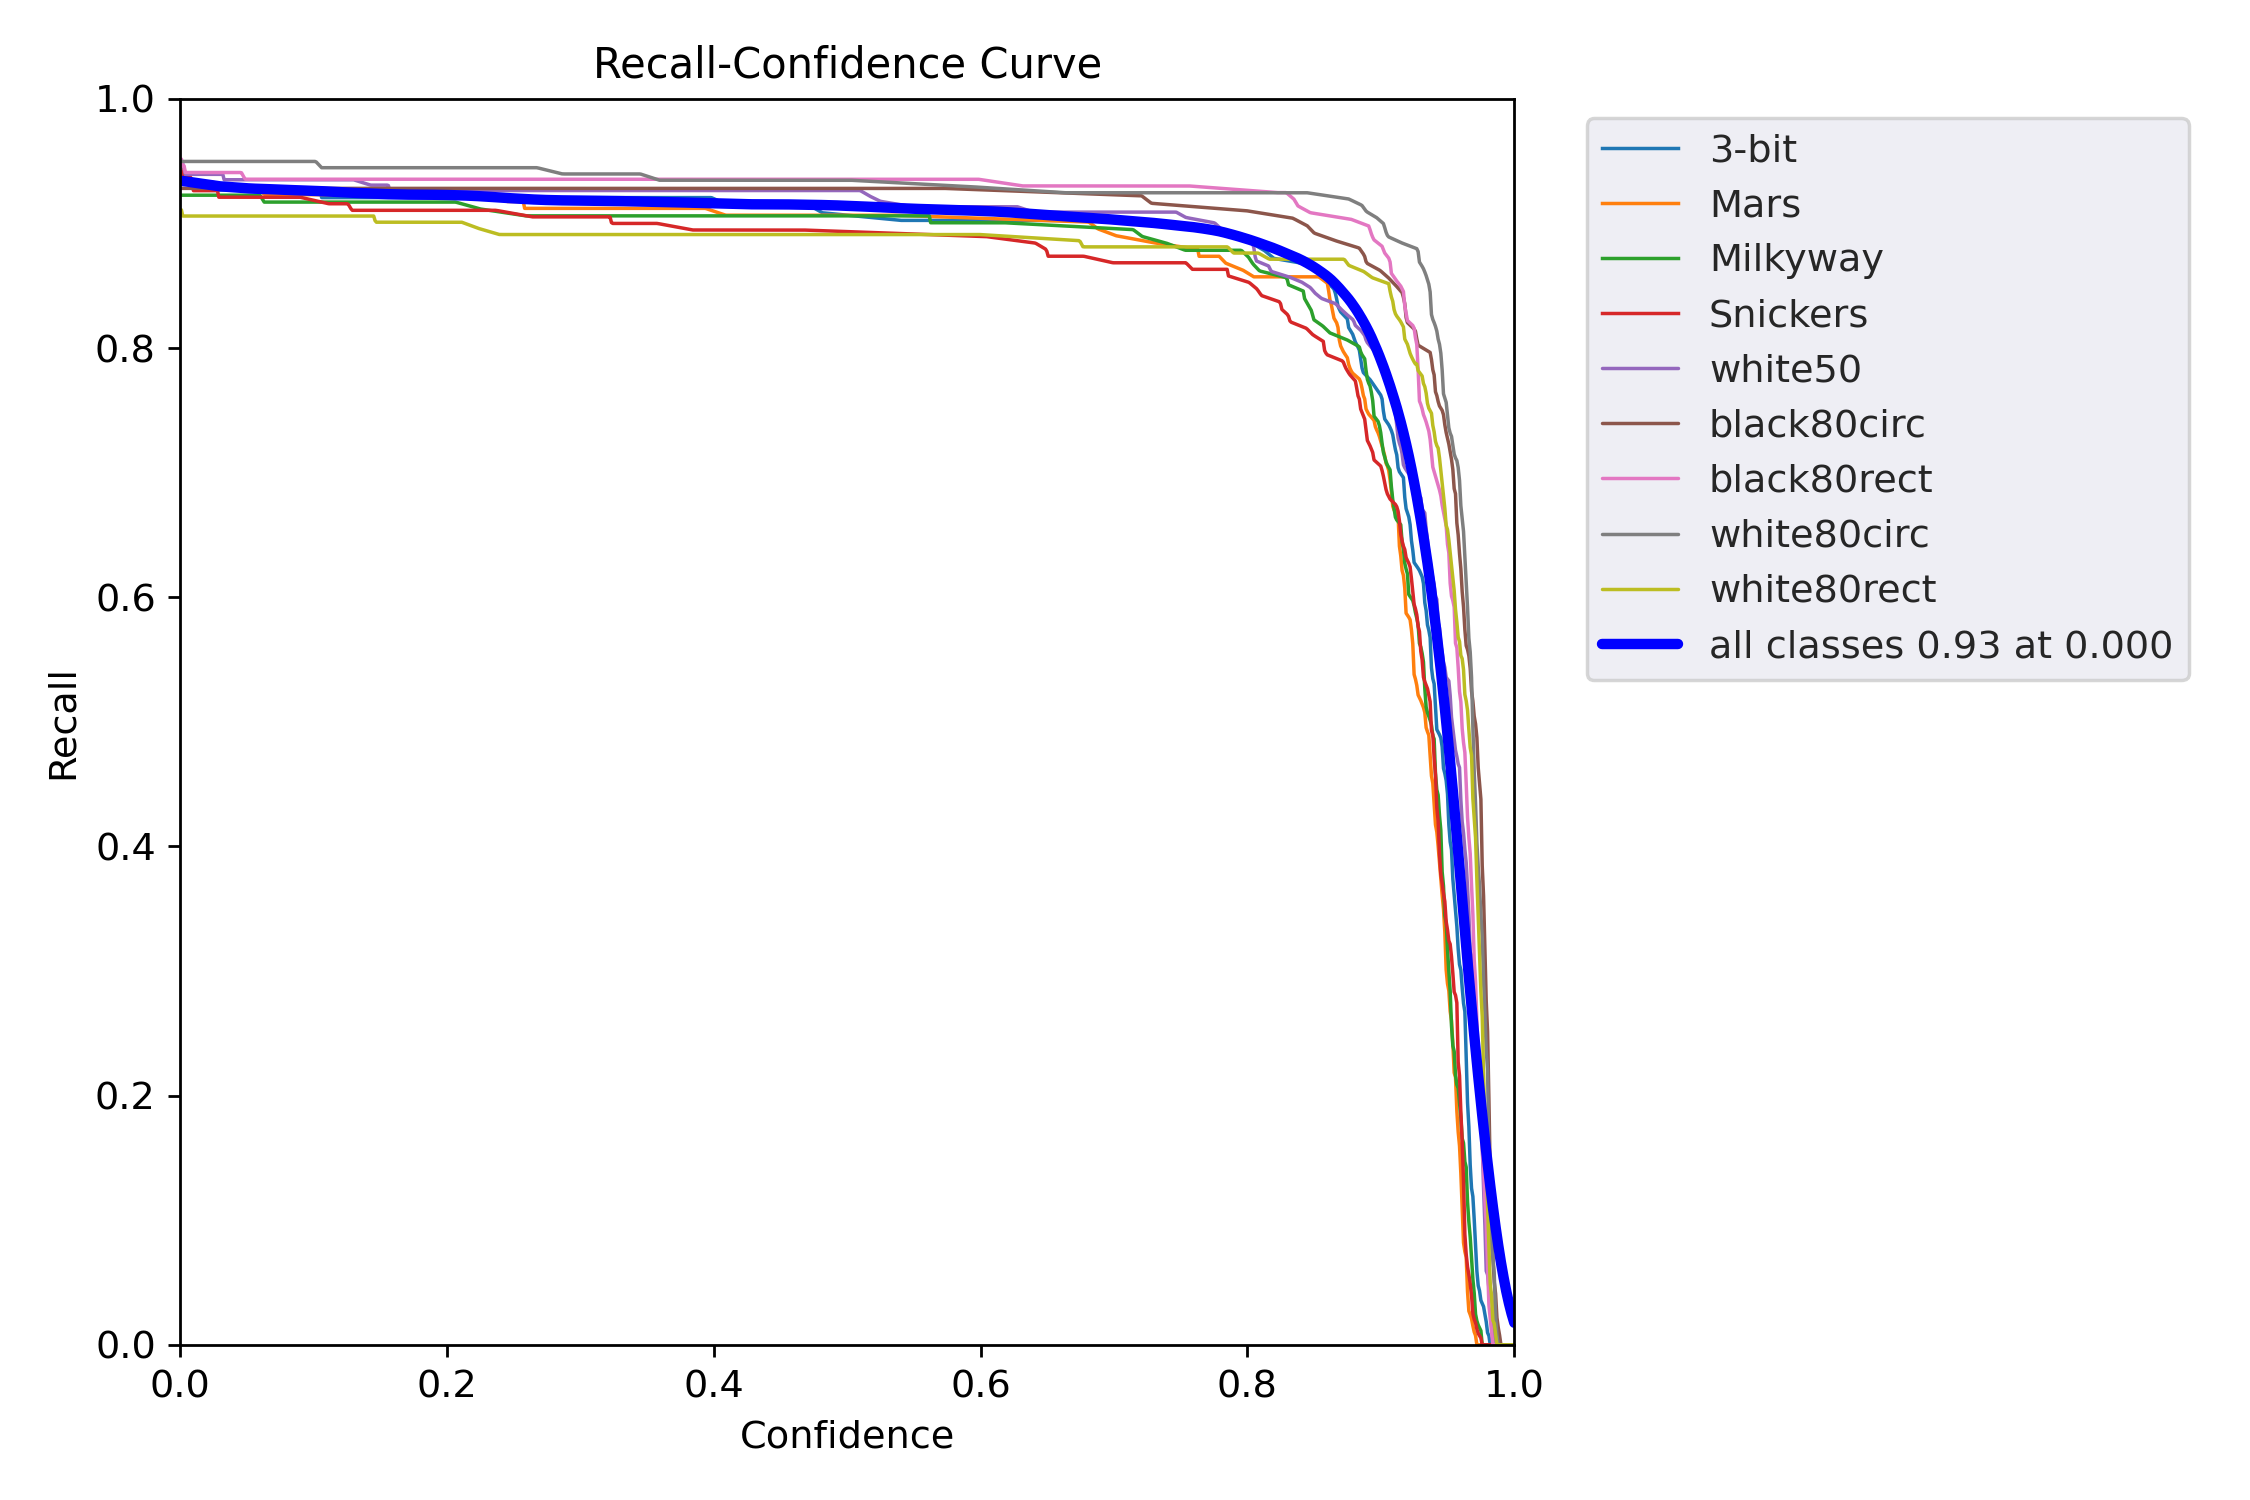 Recall-Confidence Curve
1.0
0.8
0.6
0.4
0.2
0.0
Recall
0.0 0.2 0.4 0.6 0.8 1.0
Confidence
3-bit
Mars
Milkyway
Snickers
white50
black80circ
black80rect
white80circ
white80rect
all classes 0.93 at 0.000